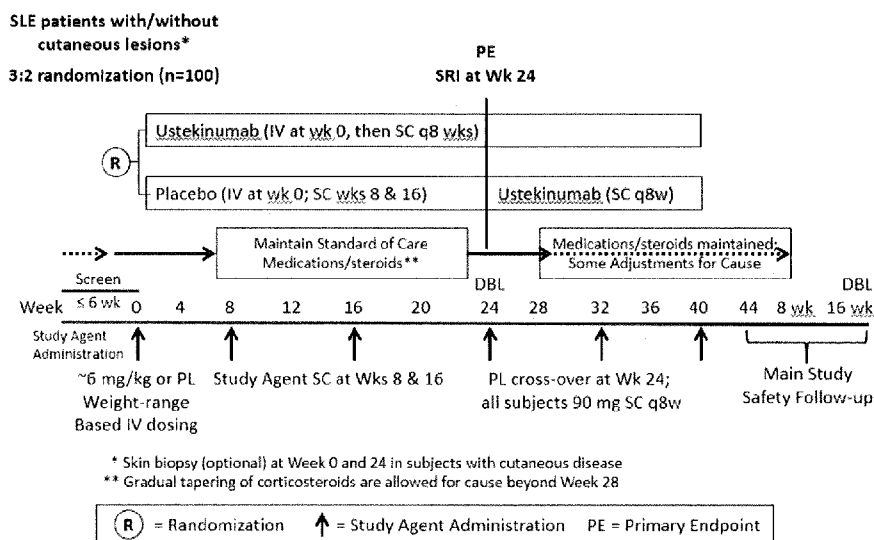 SLE patients with/without
cutaneous lesions*
3:2 randomization (n=100)
PE
SRI at Wk 24
Ustekinumab (IV at wk 0, then SC q8 wks)
R
Placebo (IV at wk 0; SC wks 8 & 16)
Ustekinumab (SC q8w)
Maintain Standard of Care
Medications/steroids**
Medications/steroids maintained;
Some Adjustments for Cause
Screen
≤ 6 wk
DBL
DBL
Week 0 4 8 12 16 20 24 28 32 36 40 44 8 wk 16 wk
Study Agent
Administration
~6 mg/kg or PL
Weight-range
Based IV dosing
Study Agent SC at Wks 8 & 16
PL cross-over at Wk 24;
all subjects 90 mg SC q8w
Main Study
Safety Follow-up
* Skin biopsy (optional) at Week 0 and 24 in subjects with cutaneous disease
** Gradual tapering of corticosteroids are allowed for cause beyond Week 28
R = Randomization = Study Agent Administration PE = Primary Endpoint